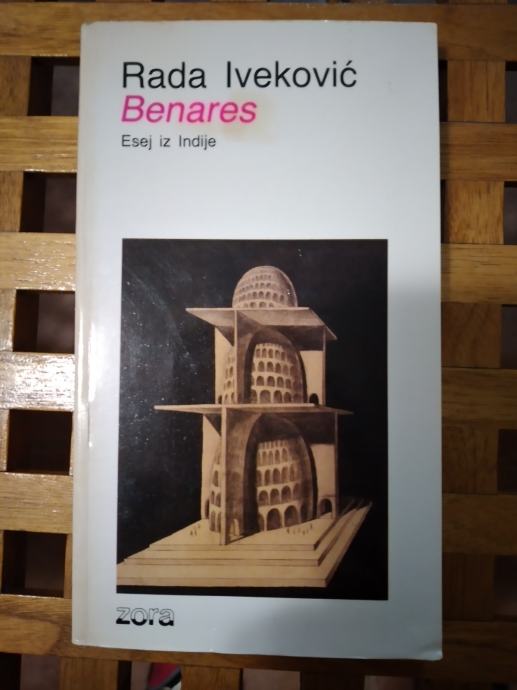 Rada Iveković
Benares
Esej iz Indije
zora